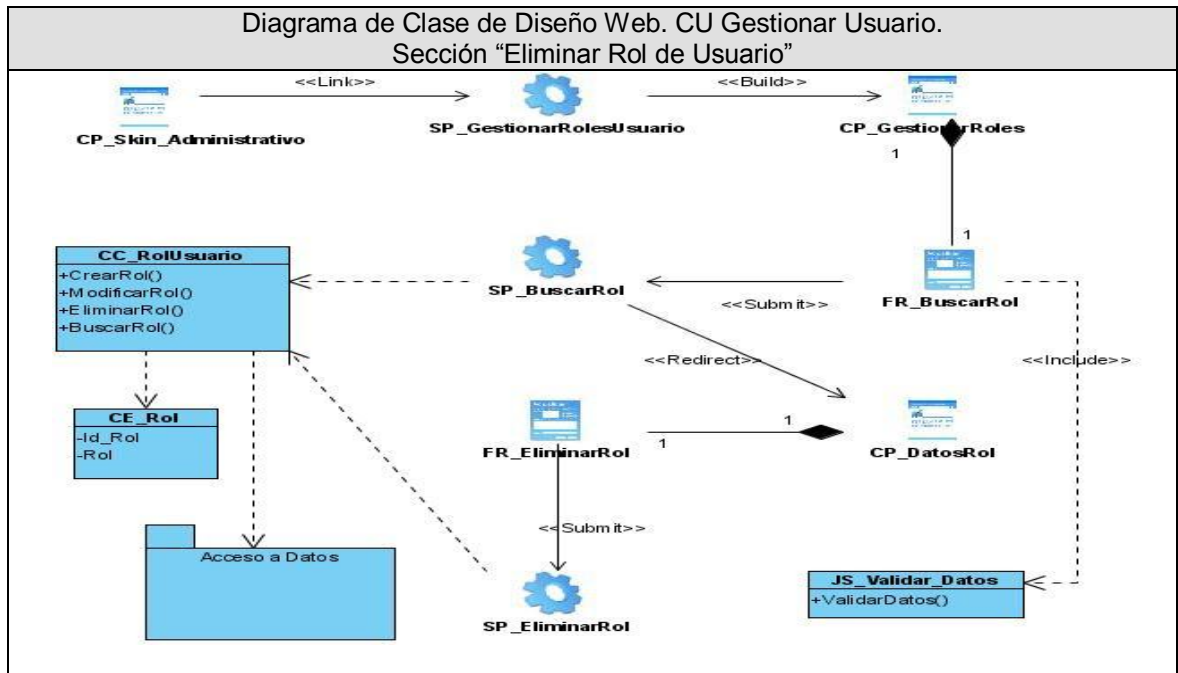 Diagrama de Clase de Diseño Web. CU Gestionar Usuario.
Sección “Eliminar Rol de Usuario”
<<Link>>
<<Build>>
CP_Skin_Administrativo
SP_GestionarRolesUsuario
CP_GestionarRoles
1
1
CC_RolUsuario
+CrearRol()
+ModificarRol()
+EliminarRol()
+BuscarRol()
SP_BuscarRol
<<Submit>>
FR_BuscarRol
<<Redirect>>
<<Include>>
CE_Rol
-Id_Rol
-Rol
FR_EliminarRol
1
1
CP_DatosRol
<<Submit>>
Acceso a Datos
SP_EliminarRol
JS_Validar_Datos
+ValidarDatos()